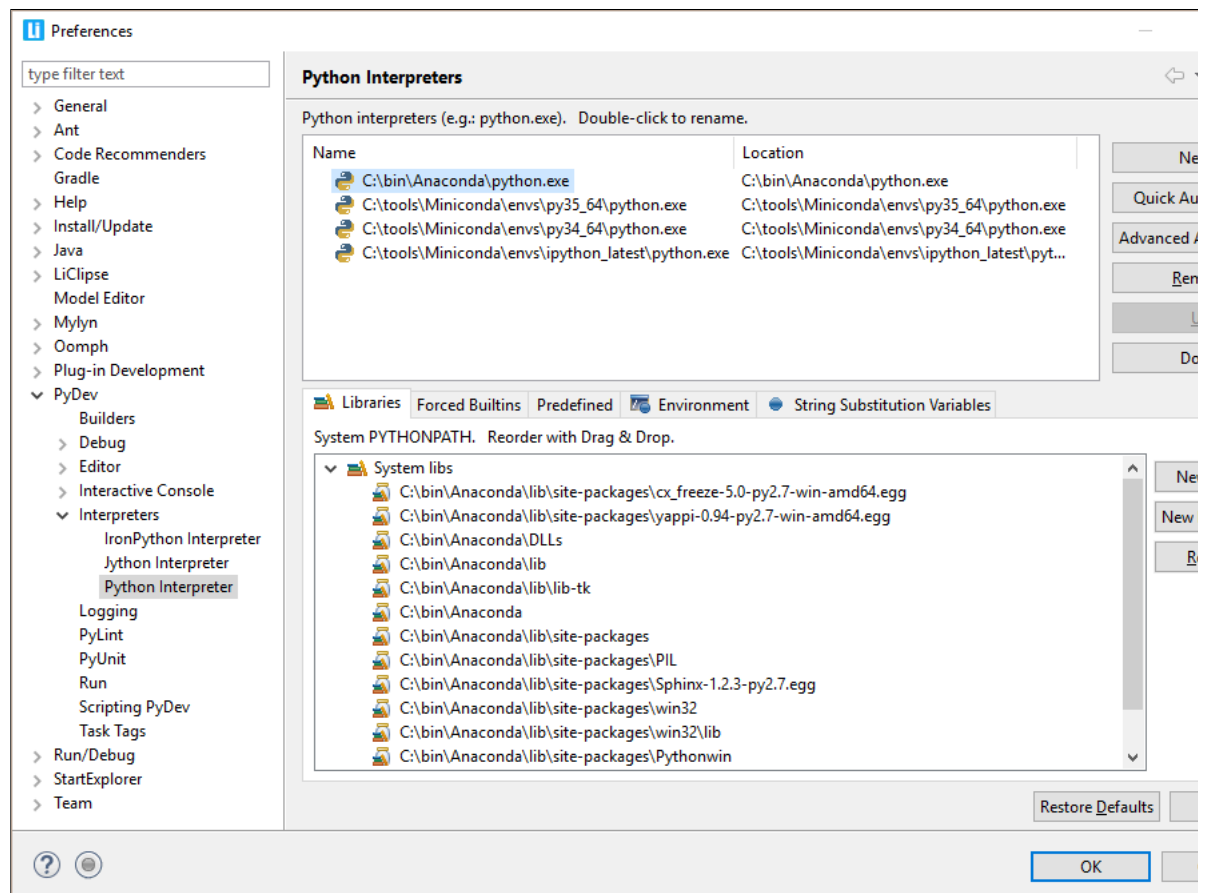 Li Preferences
type filter text
General
Ant
Code Recommenders
Gradle
Help
Install/Update
Java
LiClipse
Model Editor
Mylyn
Oomph
Plug-in Development
PyDev
Builders
Debug
Editor
Interactive Console
Interpreters
IronPython Interpreter
Jython Interpreter
Python Interpreter
Logging
PyLint
PyUnit
Run
Scripting PyDev
Task Tags
Run/Debug
StartExplorer
Team
Python Interpreters
Python interpreters (e.g.: python.exe).   Double-click to rename.
Name Location
C:\bin\Anaconda\python.exe C:\bin\Anaconda\python.exe
C:\tools\Miniconda\envs\py35_64\python.exe C:\tools\Miniconda\envs\py35_64\python.exe
C:\tools\Miniconda\envs\py34_64\python.exe C:\tools\Miniconda\envs\py34_64\python.exe
C:\tools\Miniconda\envs\ipython_latest\python.exe C:\tools\Miniconda\envs\ipython_latest\pyt...
Ne
Quick Au
Advanced A
Rem
Do
Libraries Forced Builtins Predefined Environment String Substitution Variables
System PYTHONPATH.   Reorder with Drag & Drop.
System libs
C:\bin\Anaconda\lib\site-packages\cx_freeze-5.0-py2.7-win-amd64.egg
C:\bin\Anaconda\lib\site-packages\yappi-0.94-py2.7-win-amd64.egg
C:\bin\Anaconda\DLLs
C:\bin\Anaconda\lib
C:\bin\Anaconda\lib\lib-tk
C:\bin\Anaconda
C:\bin\Anaconda\lib\site-packages
C:\bin\Anaconda\lib\site-packages\PIL
C:\bin\Anaconda\lib\site-packages\Sphinx-1.2.3-py2.7.egg
C:\bin\Anaconda\lib\site-packages\win32
C:\bin\Anaconda\lib\site-packages\win32\lib
C:\bin\Anaconda\lib\site-packages\Pythonwin
Ne
New
R
Restore Defaults
OK